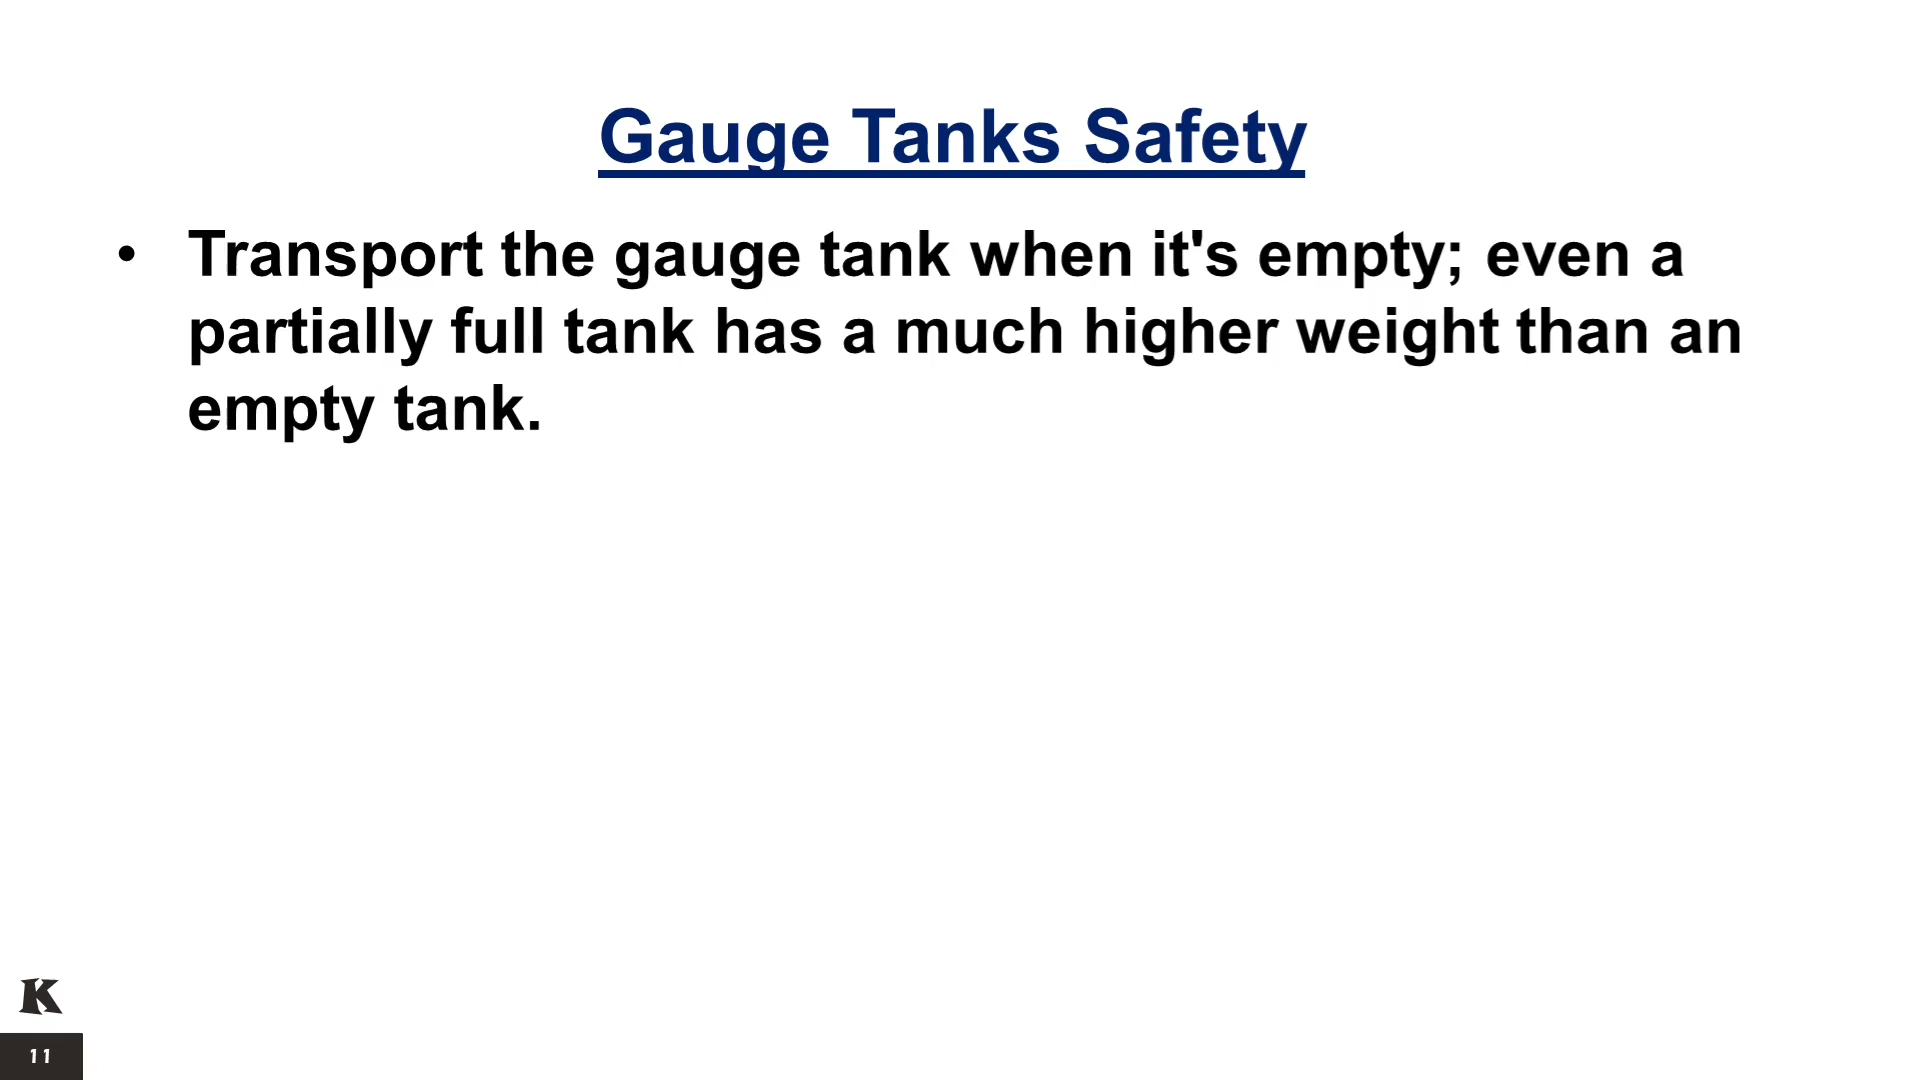 Gauge Tanks Safety
• Transport the gauge tank when it's empty; even a
partially full tank has a much higher weight than an
empty tank.
K
11